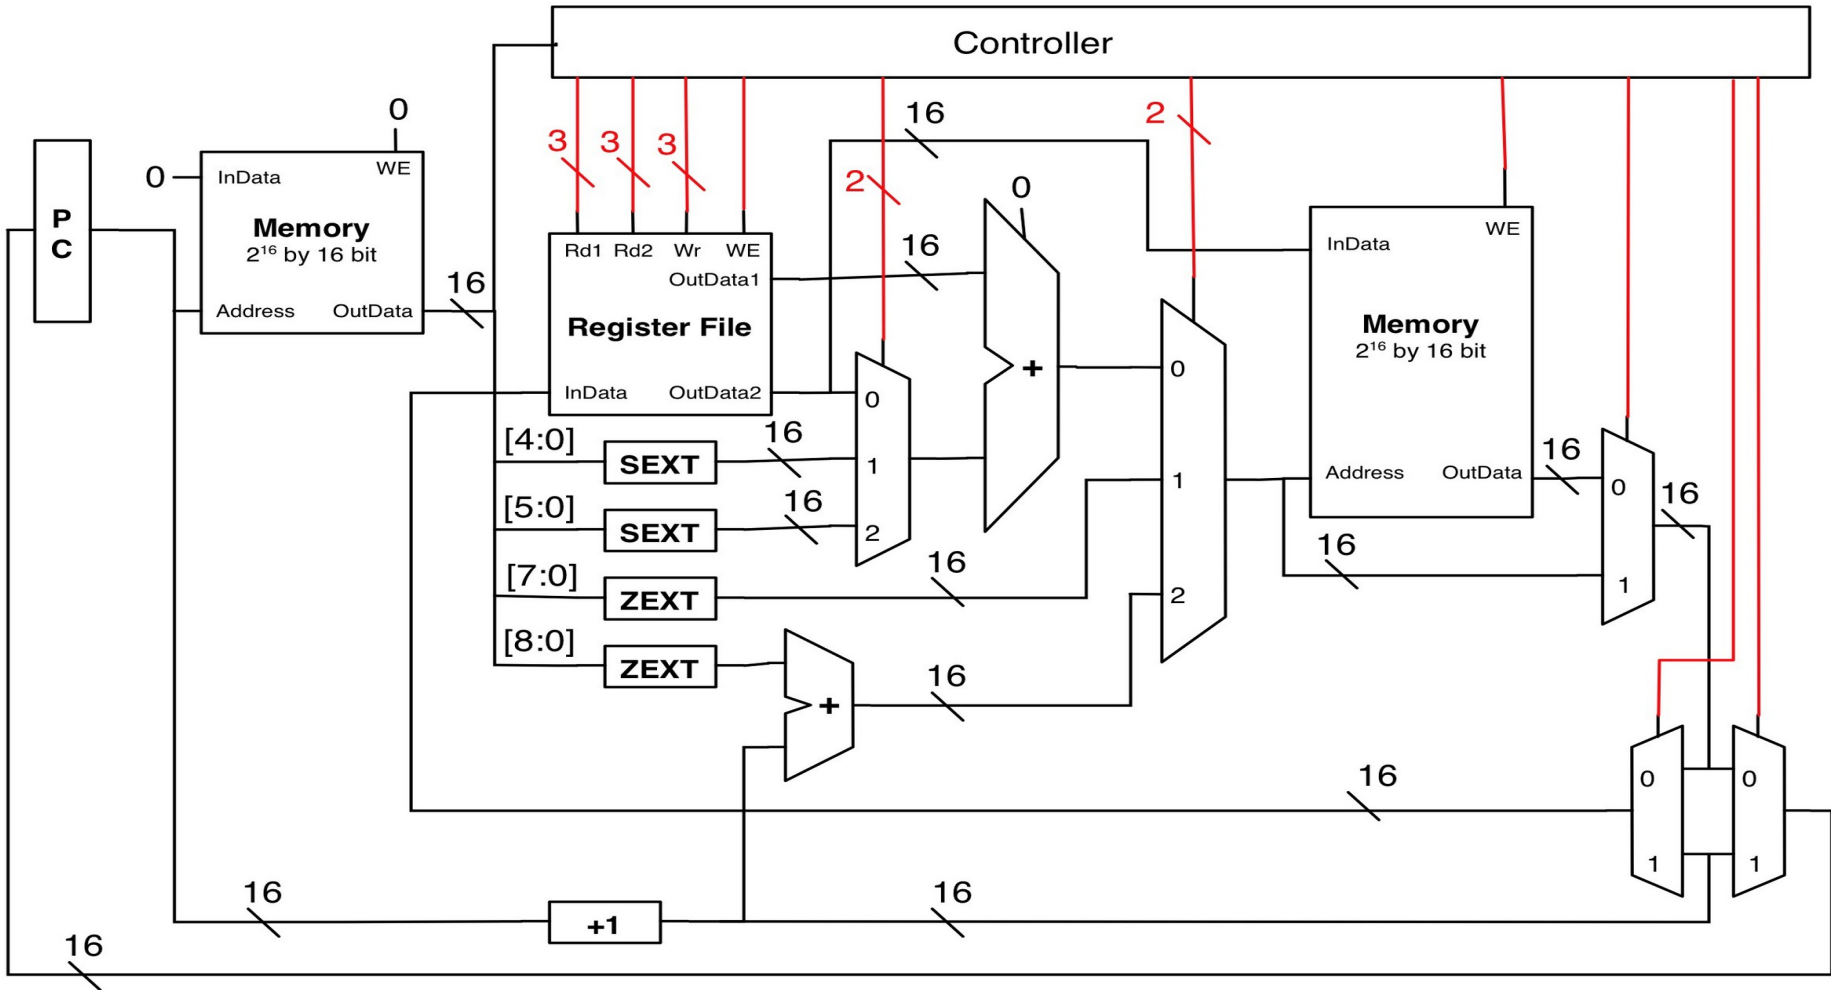 Controller
0
0
P
C
InData
WE
Memory
2¹⁶ by 16 bit
Address
OutData
16
3
3
3
2
16
2
Rd1
Rd2
Wr
WE
OutData1
Register File
InData
OutData2
16
0
+
0
1
2
[4:0]
SEXT
16
[5:0]
SEXT
16
[7:0]
ZEXT
16
[8:0]
ZEXT
+
16
0
1
2
InData
WE
Memory
2¹⁶ by 16 bit
Address
OutData
16
16
0
1
16
0
1
0
1
16
16
+1
16
16